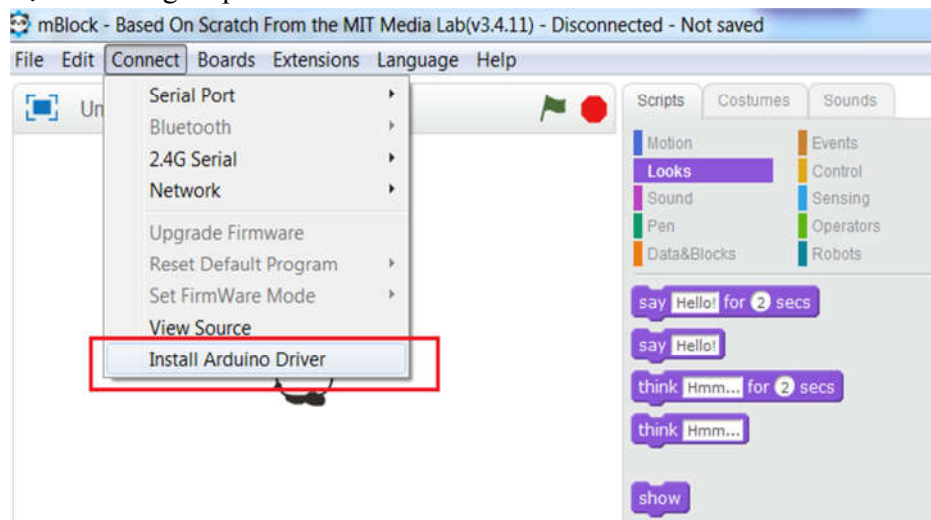 mBlock - Based On Scratch From the MIT Media Lab(v3.4.11) - Disconnected - Not saved
File Edit Connect Boards Extensions Language Help
Un
Serial Port
Bluetooth
2.4G Serial
Network
Upgrade Firmware
Reset Default Program
Set FirmWare Mode
View Source
Install Arduino Driver
Scripts Costumes Sounds
Motion Events
Looks Control
Sound Sensing
Pen Operators
Data&Blocks Robots
say Hello! for 2 secs
say Hello!
think Hmm... for 2 secs
think Hmm...
show